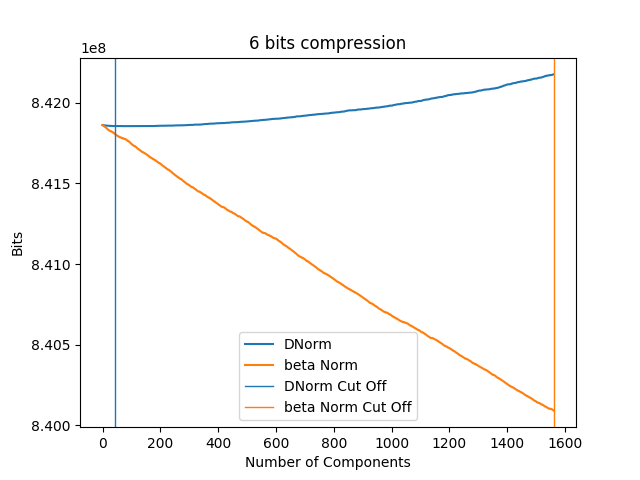 6 bits compression
1e8
8.420
8.415
8.410
8.405
8.400
Bits
0 200 400 600 800 1000 1200 1400 1600
Number of Components
DNorm
beta Norm
DNorm Cut Off
beta Norm Cut Off